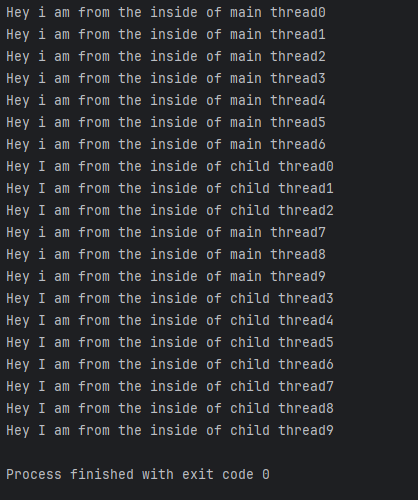 Hey i am from the inside of main thread0
Hey i am from the inside of main thread1
Hey i am from the inside of main thread2
Hey i am from the inside of main thread3
Hey i am from the inside of main thread4
Hey i am from the inside of main thread5
Hey i am from the inside of main thread6
Hey I am from the inside of child thread0
Hey I am from the inside of child thread1
Hey I am from the inside of child thread2
Hey i am from the inside of main thread7
Hey i am from the inside of main thread8
Hey i am from the inside of main thread9
Hey I am from the inside of child thread3
Hey I am from the inside of child thread4
Hey I am from the inside of child thread5
Hey I am from the inside of child thread6
Hey I am from the inside of child thread7
Hey I am from the inside of child thread8
Hey I am from the inside of child thread9
Process finished with exit code 0